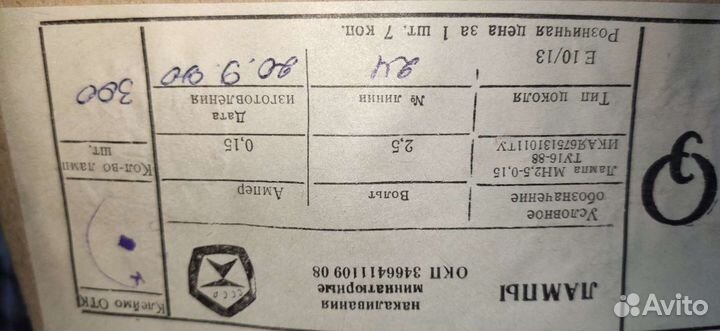 ЛАМПЫ
накаливания
миниатюрные
ОКП 3466411109 08
СССР
Клеймо ОТК
Условное
обозначение
Вольт
Ампер
Лампа МН2,5-0,15
ТУ16-88
ИКАЯ675131011ТУ
2,5
0,15
Кол-во ламп
шт.
300
Тип цоколя
№ линии
Дата
изготовления
Е 10/13
24
20.9.90
Розничная цена за 1 шт. 7 коп.
Avito